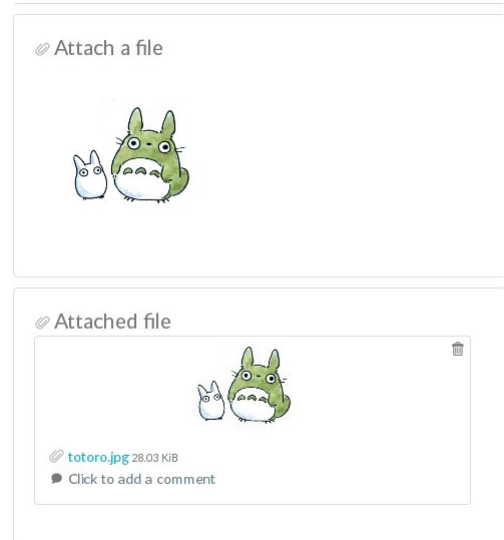 Attach a file
Attached file
totoro.jpg 28.03 KiB
Click to add a comment